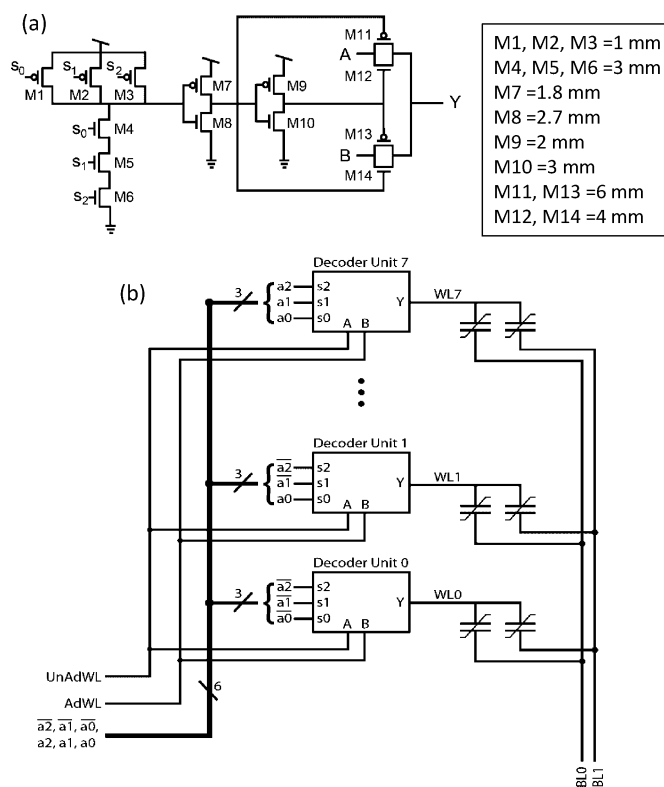 (a)
M11
S0
S1
S2
M1
M2
M3
M7
M9
A
M12
Y
S0
M4
M8
M10
M13
S1
M5
B
M14
S2
M6
M1, M2, M3 =1 mm
M4, M5, M6 =3 mm
M7 =1.8 mm
M8 =2.7 mm
M9 =2 mm
M10 =3 mm
M11, M13 =6 mm
M12, M14 =4 mm
(b)
Decoder Unit 7
3
a2
a1
a0
s2
s1
s0
A B
Y
WL7
Decoder Unit 1
3
a2
a1
a0
s2
s1
s0
A B
Y
WL1
Decoder Unit 0
3
a2
a1
a0
s2
s1
s0
A B
Y
WL0
UnAdWL
AdWL
6
a2, a1, a0,
a2, a1, a0
BL0
BL1